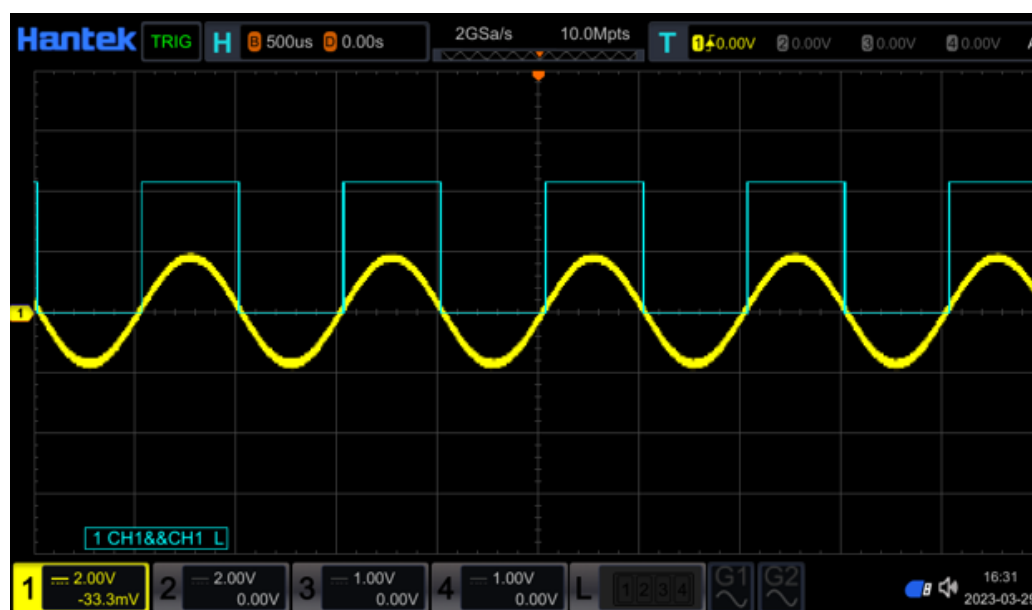 Hantek TRIG H B 500us D 0.00s 2GSa/s 10.0Mpts T 1 0.00V 2 0.00V 3 0.00V 4 0.00V
1
1 CH1&&CH1 L
1 2.00V 2 2.00V 3 1.00V 4 1.00V L 1 2 3 4 G1 G2 16:31
-33.3mV 0.00V 0.00V 0.00V